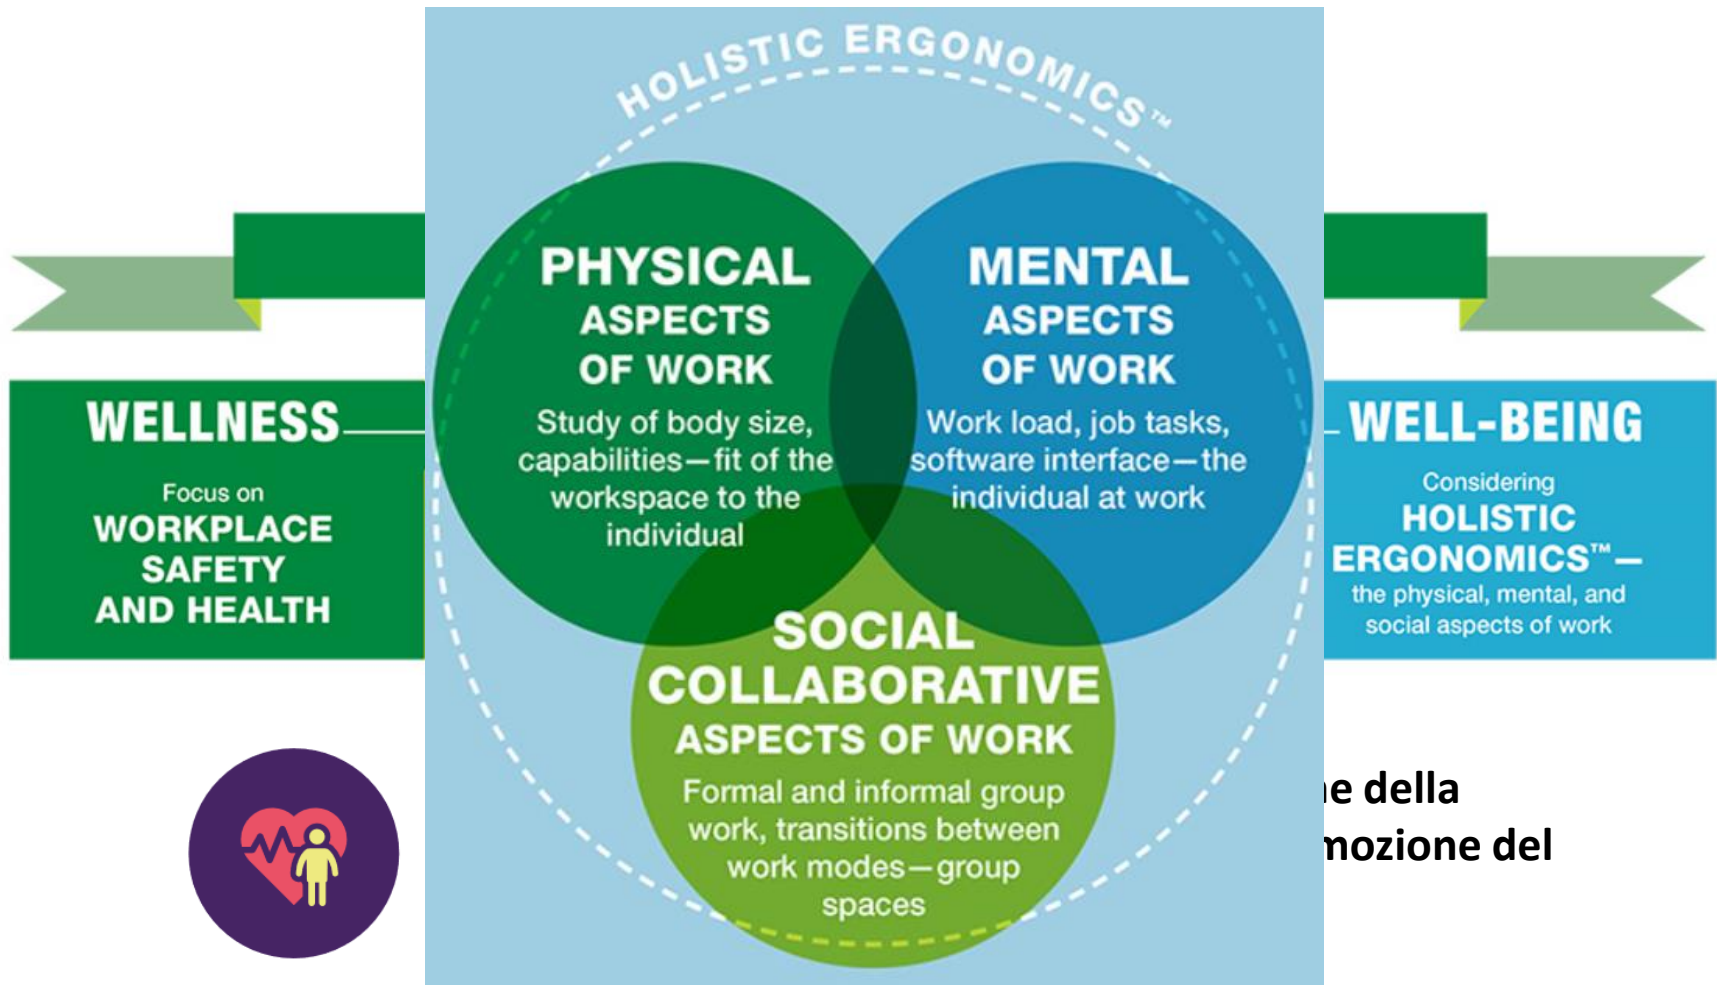 HOLISTIC ERGONOMICS™
PHYSICAL
ASPECTS
OF WORK
Study of body size,
capabilities—fit of the
workspace to the
individual
MENTAL
ASPECTS
OF WORK
Work load, job tasks,
software interface—the
individual at work
SOCIAL
COLLABORATIVE
ASPECTS OF WORK
Formal and informal group
work, transitions between
work modes—group
spaces
WELLNESS
Focus on
WORKPLACE
SAFETY
AND HEALTH
WELL-BEING
Considering
HOLISTIC
ERGONOMICS™—
the physical, mental, and
social aspects of work
della
mozione del